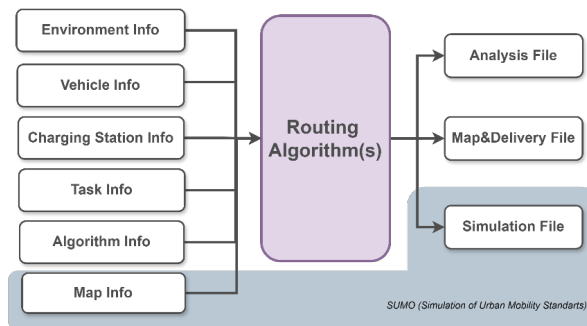 Environment Info
Vehicle Info
Charging Station Info
Task Info
Algorithm Info
Map Info
Routing
Algorithm(s)
Analysis File
Map&Delivery File
Simulation File
SUMO (Simulation of Urban Mobility Standarts)